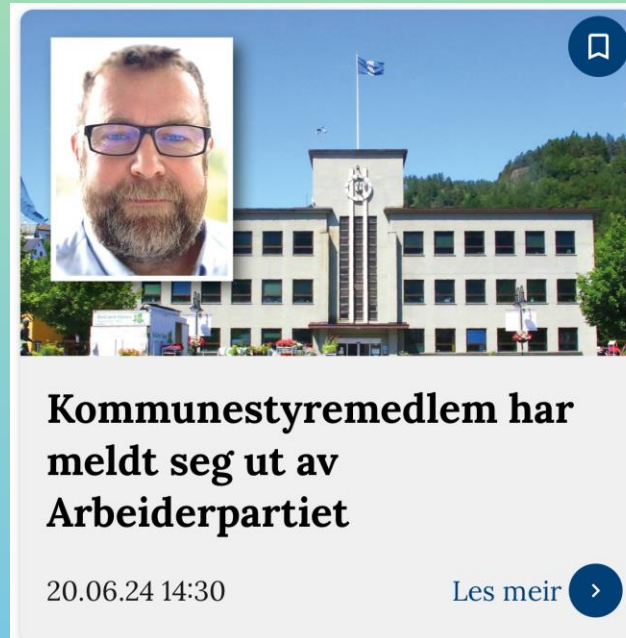 Kommunestyremedlem har
meldt seg ut av
Arbeiderpartiet
20.06.24 14:30
Les meir